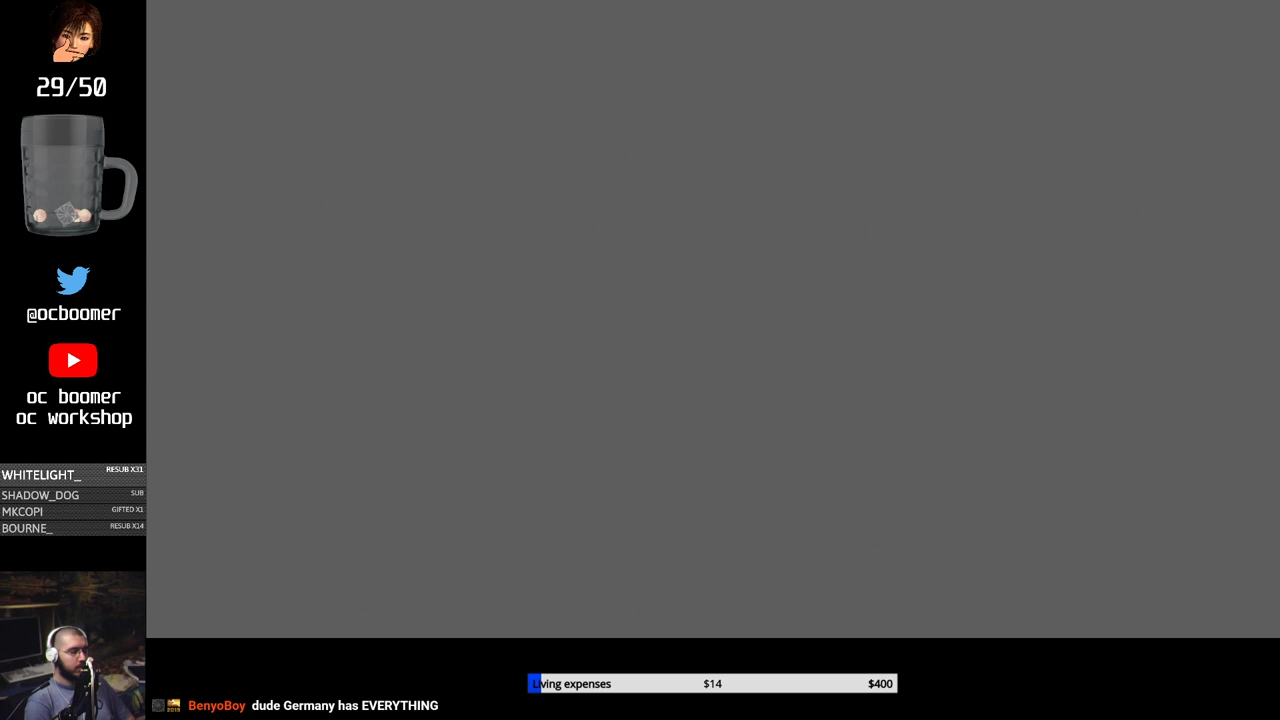 29/50
@ocboomer
oc boomer
oc workshop
WHITELIGHT_ RESUB X31
SHADOW_DOG SUB
MKCOPI GIFTED X1
BOURNE_ RESUB X14
Living expenses $14 $400
BenyoBoy dude Germany has EVERYTHING